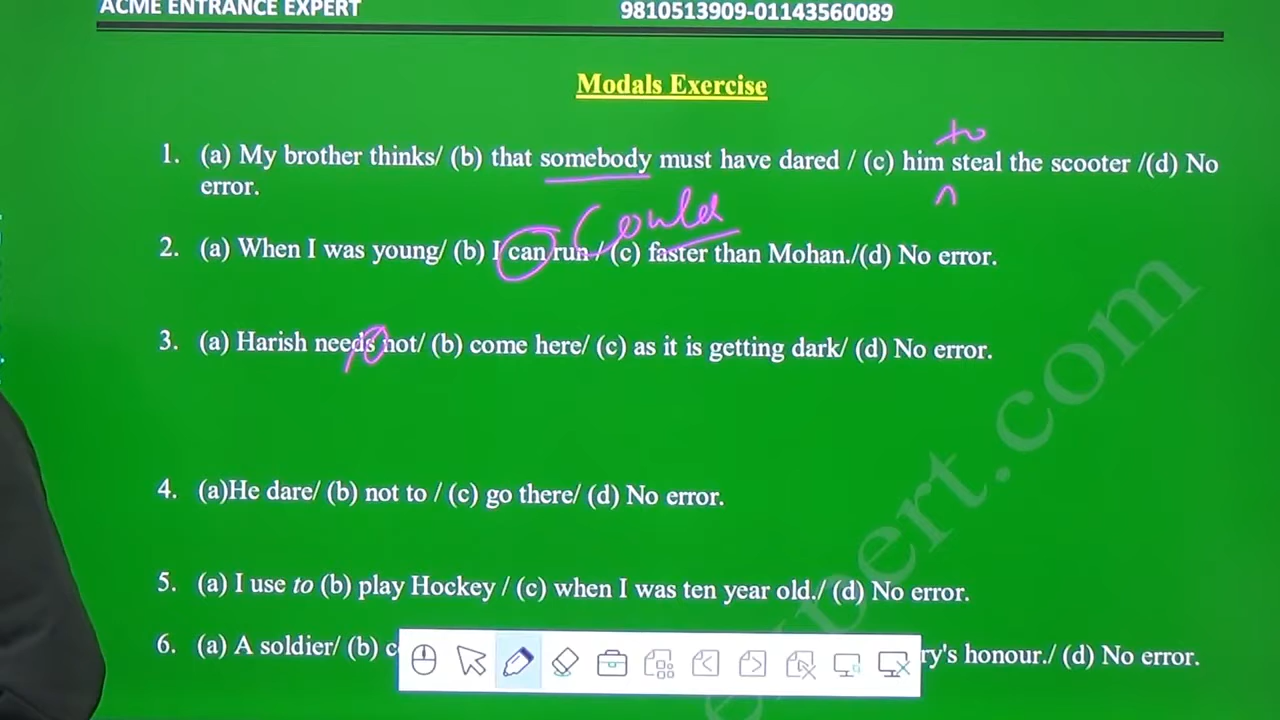 ACME ENTRANCE EXPERT 9810513909-01143560089
Modals Exercise
to
1. (a) My brother thinks/ (b) that somebody must have dared / (c) him steal the scooter /(d) No
error.
Could
2. (a) When I was young/ (b) I can run / (c) faster than Mohan./(d) No error.
3. (a) Harish needs not/ (b) come here/ (c) as it is getting dark/ (d) No error.
4. (a)He dare/ (b) not to / (c) go there/ (d) No error.
5. (a) I use to (b) play Hockey / (c) when I was ten year old./ (d) No error.
6. (a) A soldier/ (b) c ry's honour./ (d) No error.
xpert.com